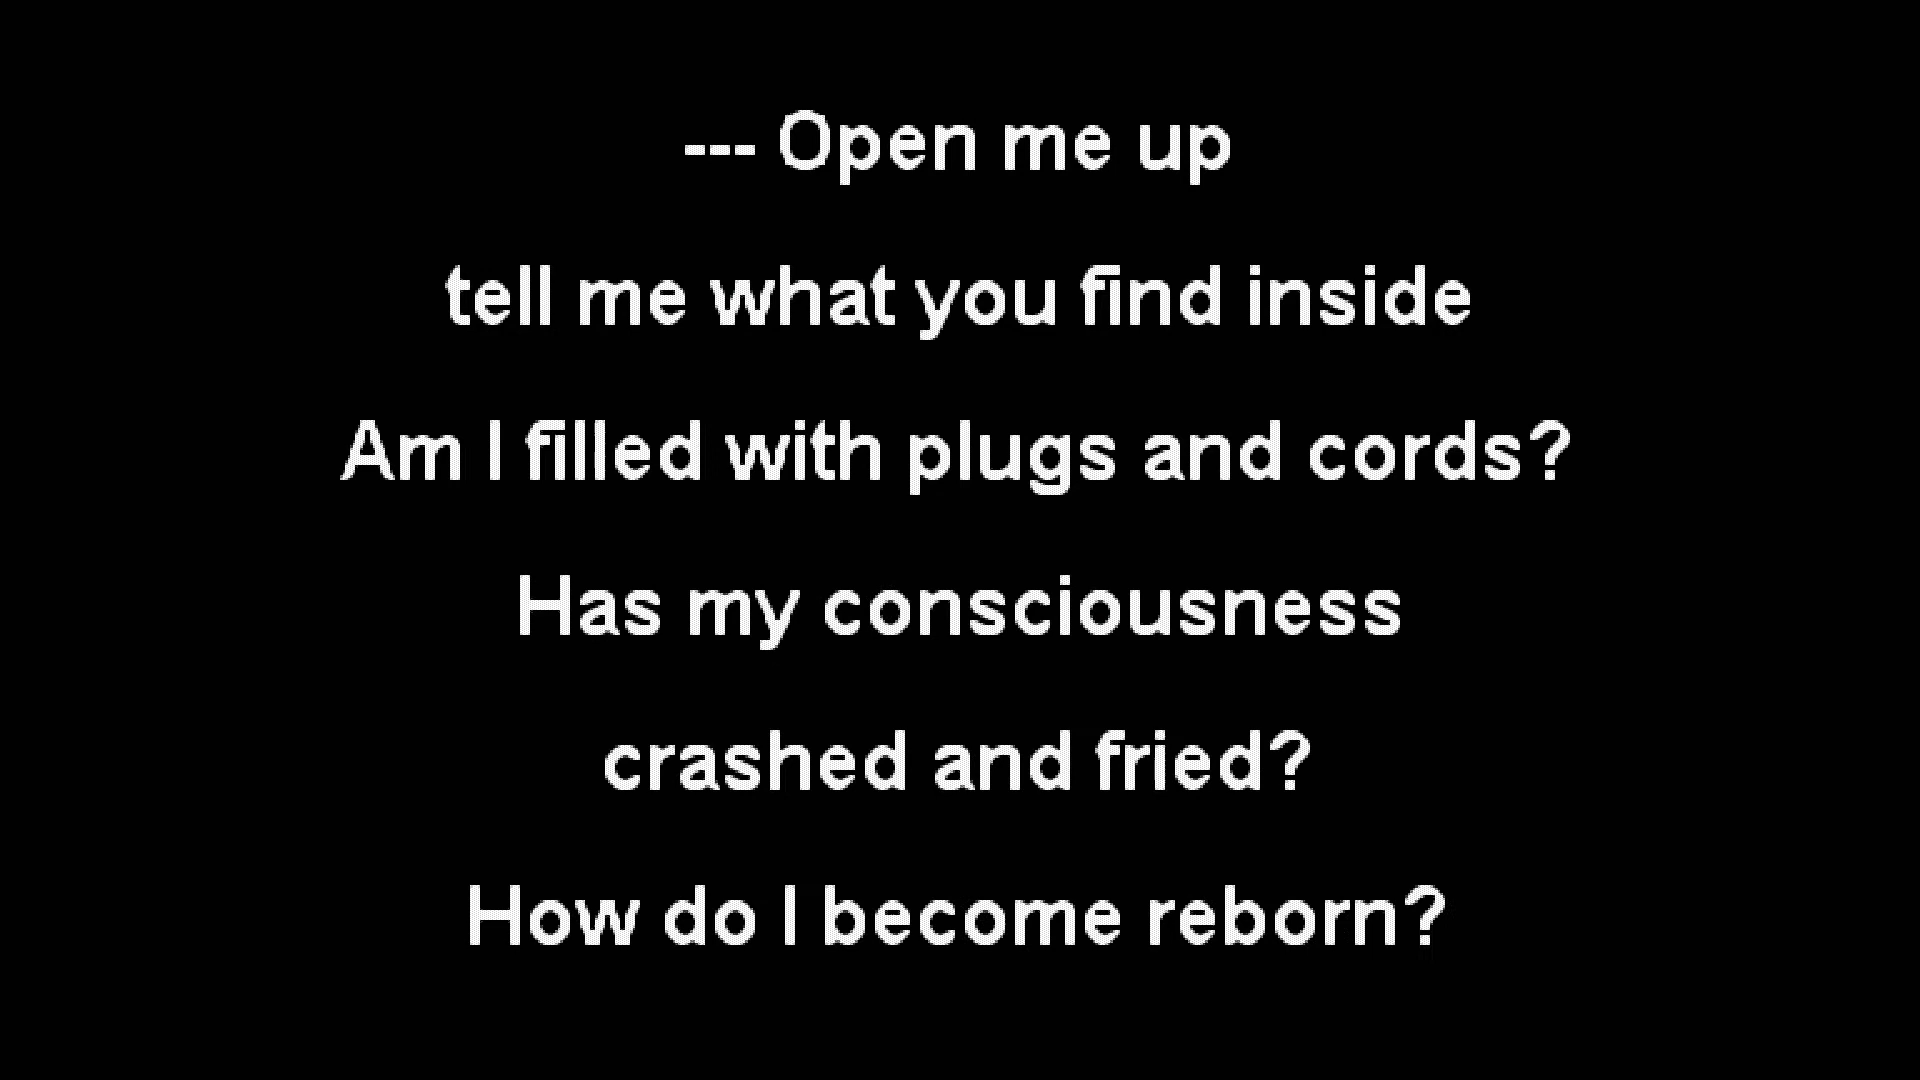 --- Open me up
tell me what you find inside
Am I filled with plugs and cords?
Has my consciousness
crashed and fried?
How do I become reborn?